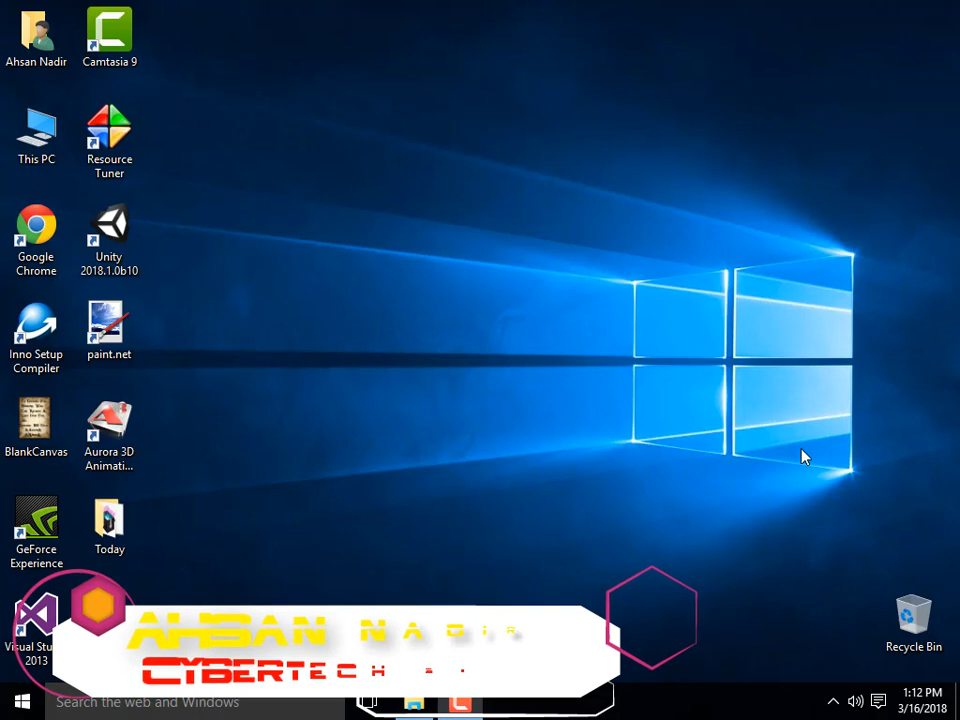 Ahsan Nadir
Camtasia 9
This PC
Resource
Tuner
Google
Chrome
Unity
2018.1.0b10
Inno Setup
Compiler
paint.net
BlankCanvas
Aurora 3D
Animati...
GeForce
Experience
Today
2013
Recycle Bin
AHSAN
CYBERTECH
Search the web and Windows
1:12 PM
3/16/2018